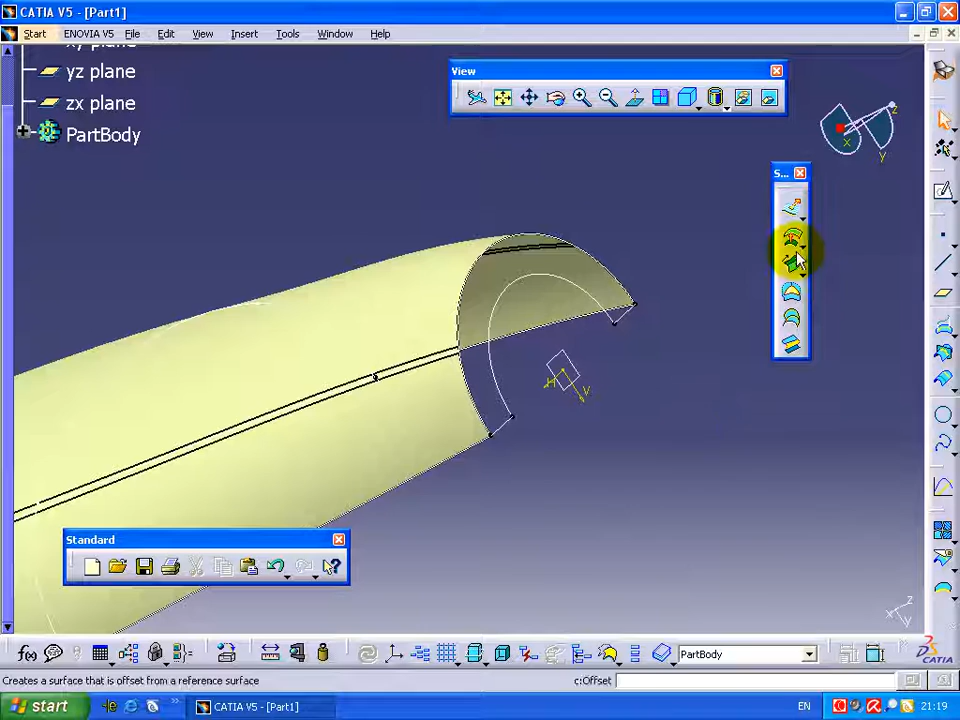 CATIA V5 - [Part1]
Start ENOVIA V5 File Edit View Insert Tools Window Help
yz plane
zx plane
PartBody
View
z
x
y
S...
H V
Standard
z
x
y
f(x)
PartBody
CATIA
Creates a surface that is offset from a reference surface
c:Offset
start
CATIA V5 - [Part1]
EN
21:19